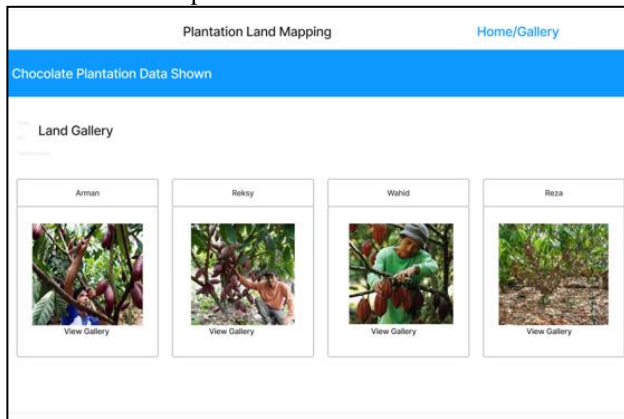 Plantation Land Mapping
Home/Gallery
Chocolate Plantation Data Shown
Land Gallery
Arman
Reksy
Wahid
Reza
View Gallery
View Gallery
View Gallery
View Gallery